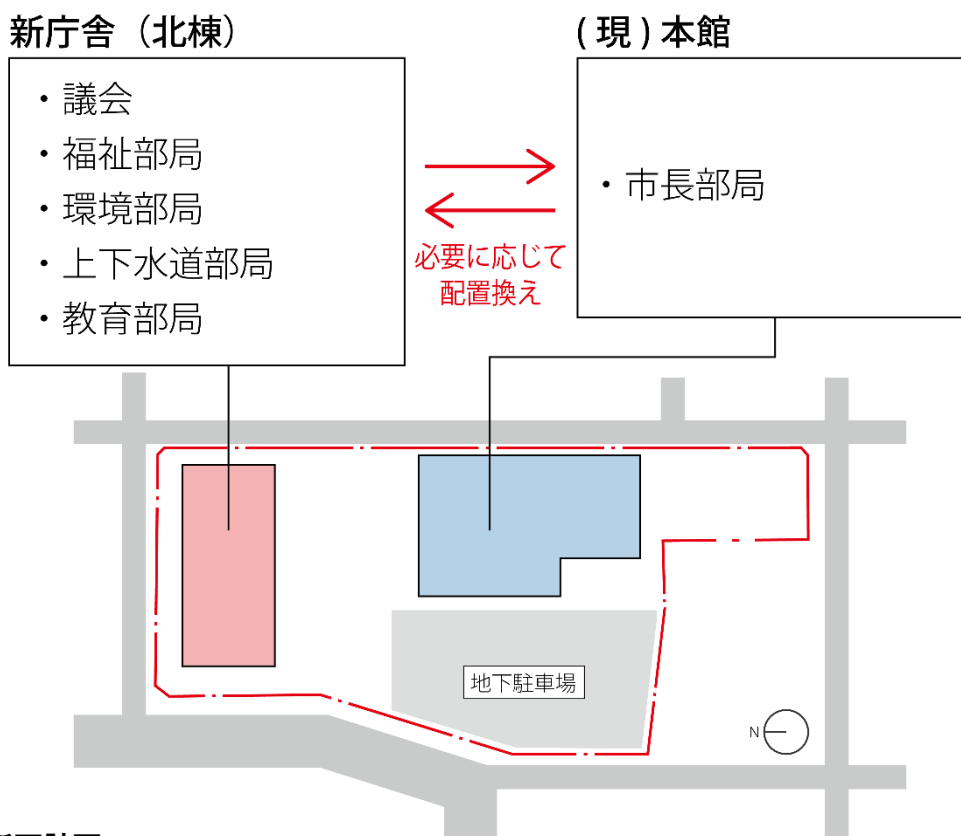 新庁舎（北棟）
(現)本館
・議会
・福祉部局
・環境部局
・上下水道部局
・教育部局
・市長部局
必要に応じて
配置換え
地下駐車場
N